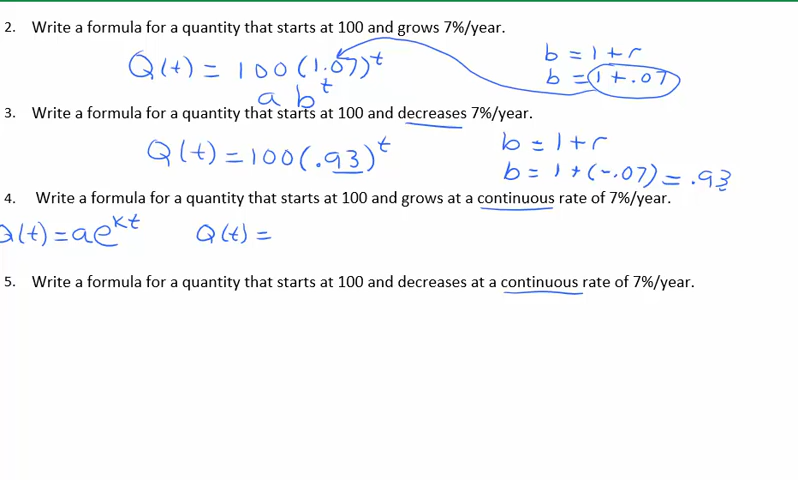 2. Write a formula for a quantity that starts at 100 and grows 7%/year.
Q(t) = 100(1.07)^t
a b^t
b = 1 + r
b = 1 + .07
3. Write a formula for a quantity that starts at 100 and decreases 7%/year.
Q(t) = 100(.93)^t
b = 1 + r
b = 1 + (-.07) = .93
4. Write a formula for a quantity that starts at 100 and grows at a continuous rate of 7%/year.
Q(t) = ae^kt Q(t) =
5. Write a formula for a quantity that starts at 100 and decreases at a continuous rate of 7%/year.